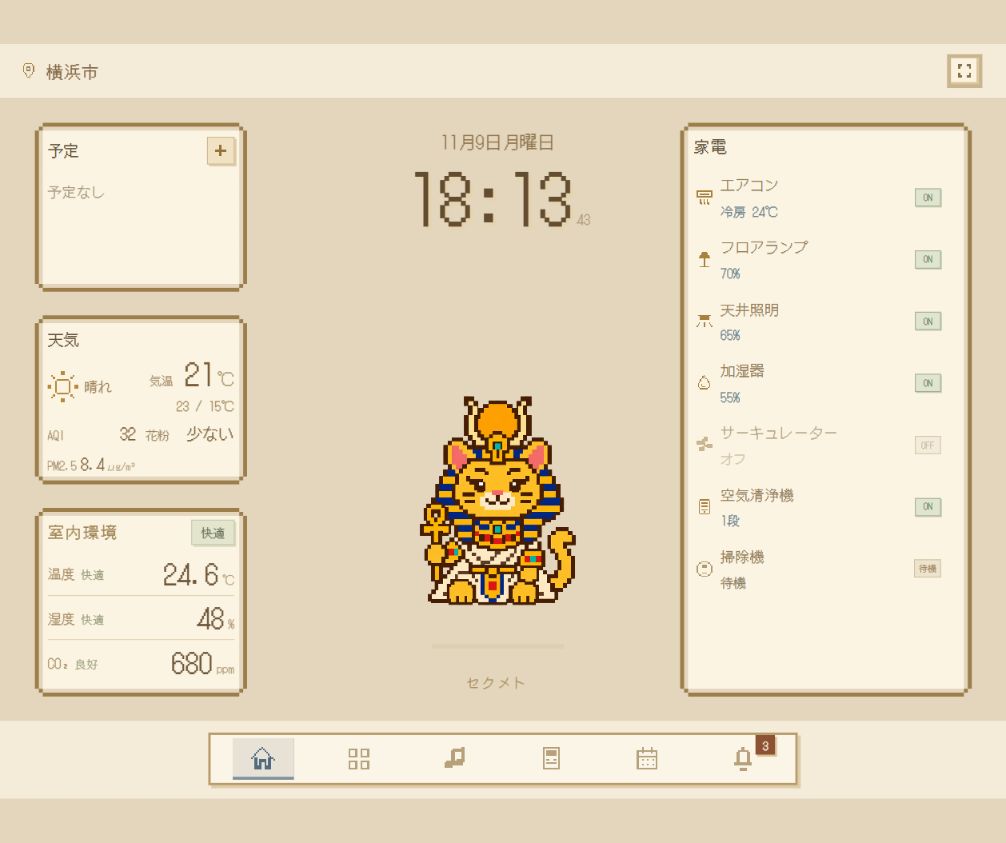 横浜市
予定
予定なし
天気
晴れ 気温 21℃
23 / 15℃
AQI 32 花粉 少ない
PM2.5 8.4 μg/m³
室内環境 快適
温度 快適 24.6℃
湿度 快適 48%
CO₂ 良好 680ppm
11月9日月曜日
18:13 43
セクメト
家電
エアコン
冷房 24℃
ON
フロアランプ
70%
ON
天井照明
65%
ON
加湿器
55%
ON
サーキュレーター
オフ
OFF
空気清浄機
1段
ON
掃除機
待機
待機
3